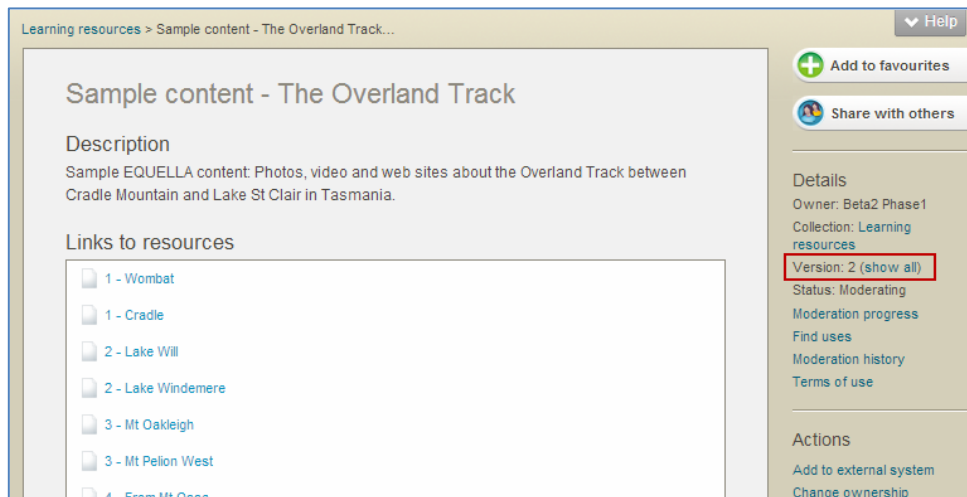 Learning resources > Sample content - The Overland Track...
Help
Sample content - The Overland Track
Description
Sample EQUELLA content: Photos, video and web sites about the Overland Track between
Cradle Mountain and Lake St Clair in Tasmania.
Links to resources
1 - Wombat
1 - Cradle
2 - Lake Will
2 - Lake Windemere
3 - Mt Oakleigh
3 - Mt Pelion West
4 - From Mt Ossa
Add to favourites
Share with others
Details
Owner: Beta2 Phase1
Collection: Learning
resources
Version: 2 (show all)
Status: Moderating
Moderation progress
Find uses
Moderation history
Terms of use
Actions
Add to external system
Change ownership